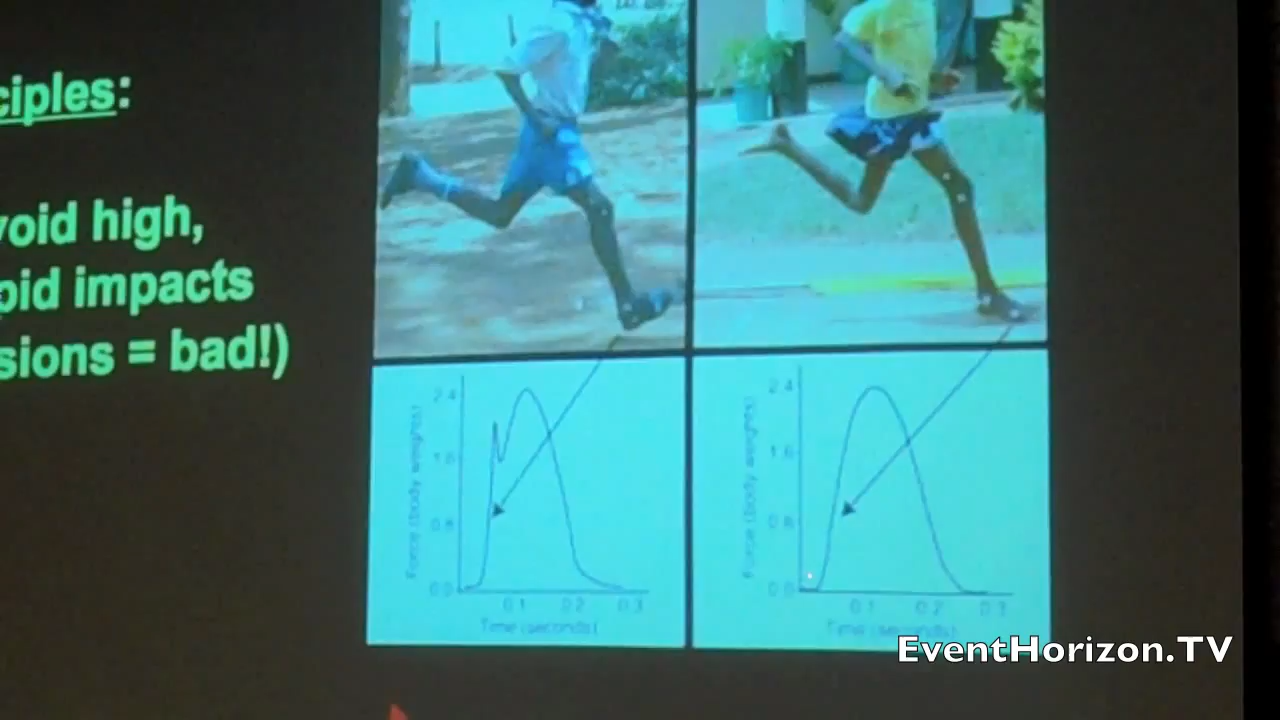 ciples:
void high,
pid impacts
sions = bad!)
Force (body weights)
2.4
1.6
0.8
0.0
0.1 0.2 0.3
Time (seconds)
Force (body weights)
2.4
1.6
0.8
0.0
0.1 0.2 0.3
Time (seconds)
EventHorizon.TV